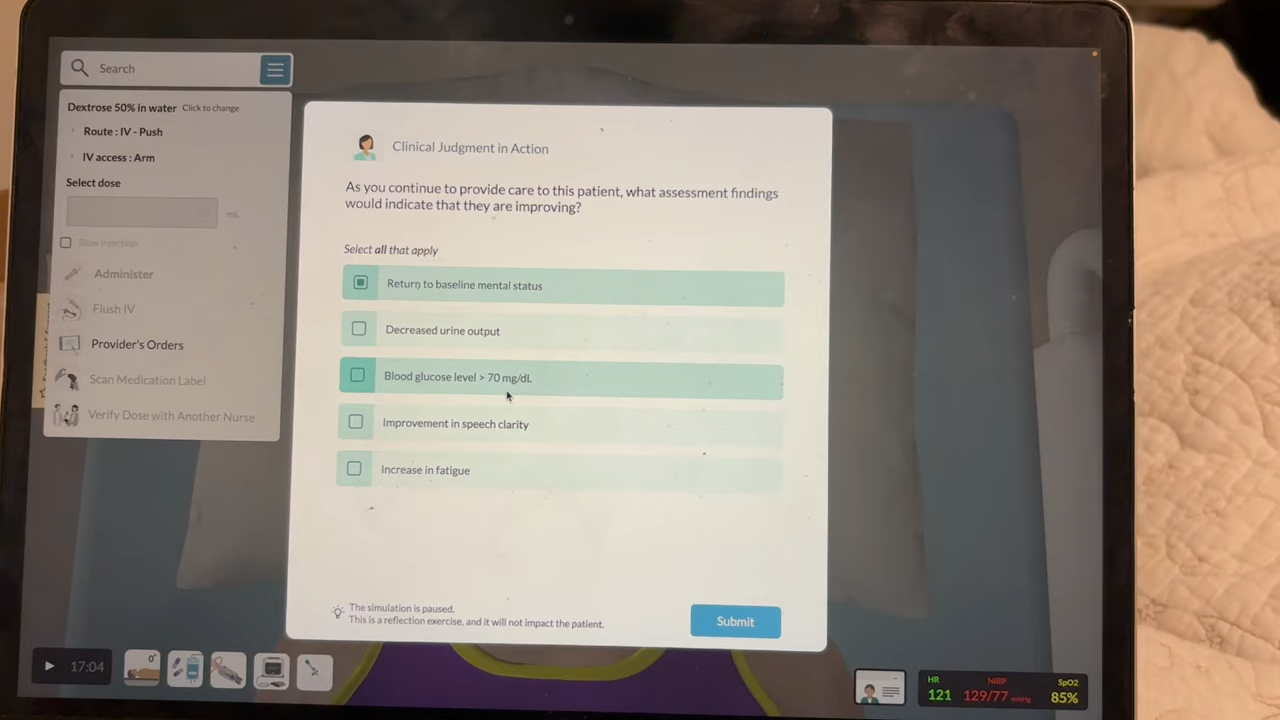 Search
Dextrose 50% in water Click to change
Route : IV - Push
IV access : Arm
Select dose
mL
Slow Injection
Administer
Flush IV
Provider's Orders
Scan Medication Label
Verify Dose with Another Nurse
Clinical Judgment in Action
As you continue to provide care to this patient, what assessment findings
would indicate that they are improving?
Select all that apply
Return to baseline mental status
Decreased urine output
Blood glucose level > 70 mg/dL
Improvement in speech clarity
Increase in fatigue
The simulation is paused.
This is a reflection exercise, and it will not impact the patient.
Submit
17:04
0°
HR
121
NIBP
129/77 mmHg
SpO2
85%